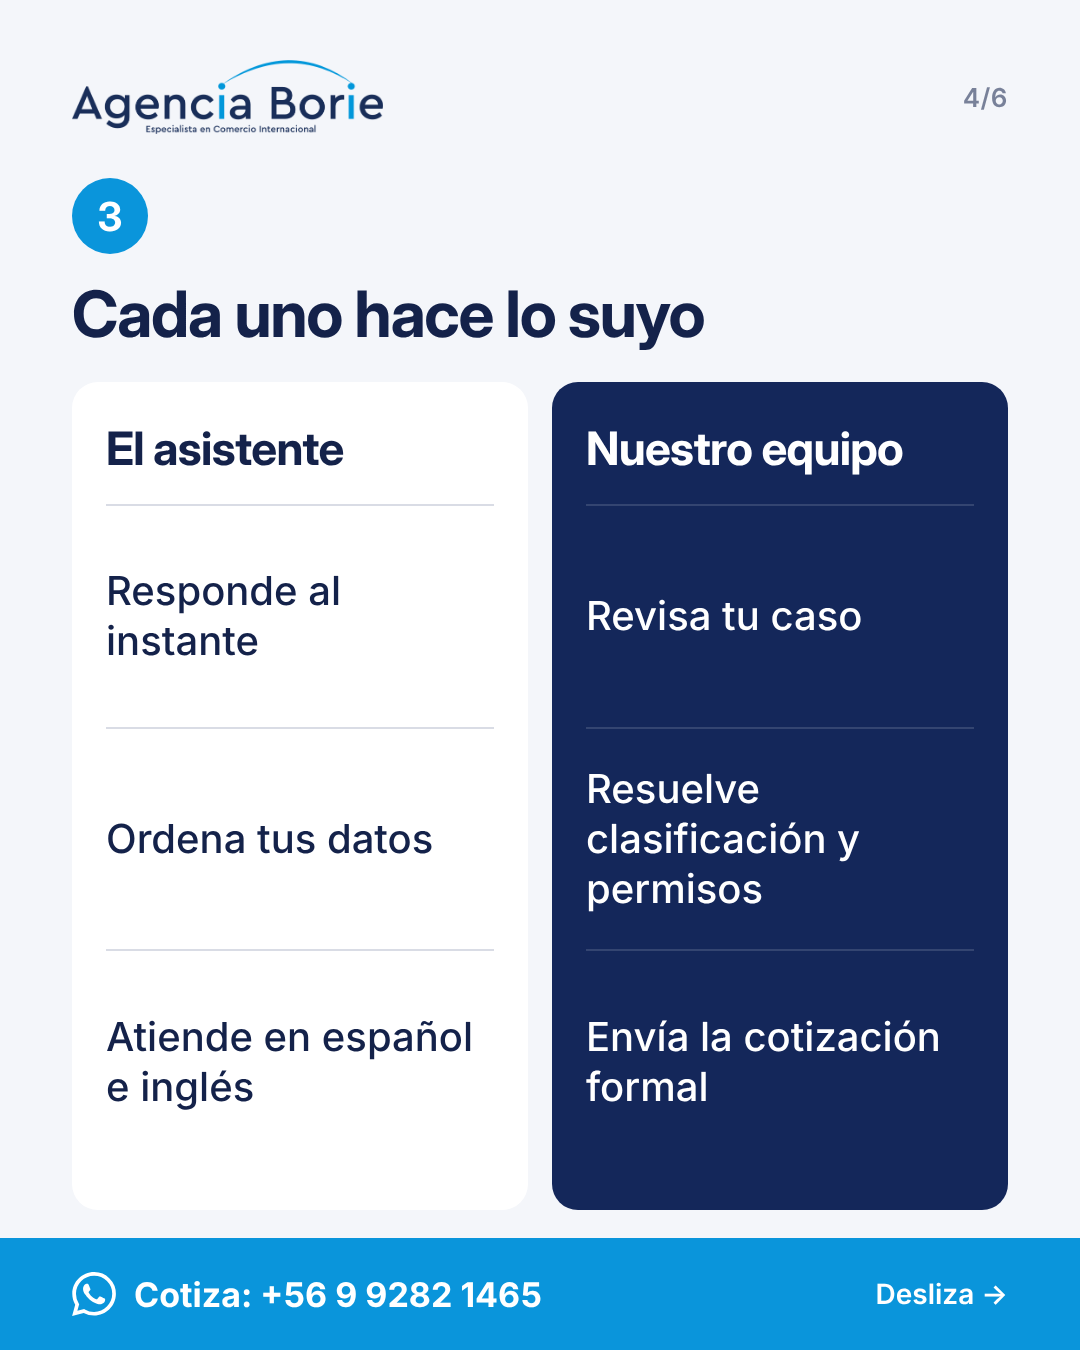 Agencia Borie
Especialista en Comercio Internacional
4/6
3
Cada uno hace lo suyo
El asistente
Responde al
instante
Ordena tus datos
Atiende en español
e inglés
Nuestro equipo
Revisa tu caso
Resuelve
clasificación y
permisos
Envía la cotización
formal
Cotiza: +56 9 9282 1465
Desliza →